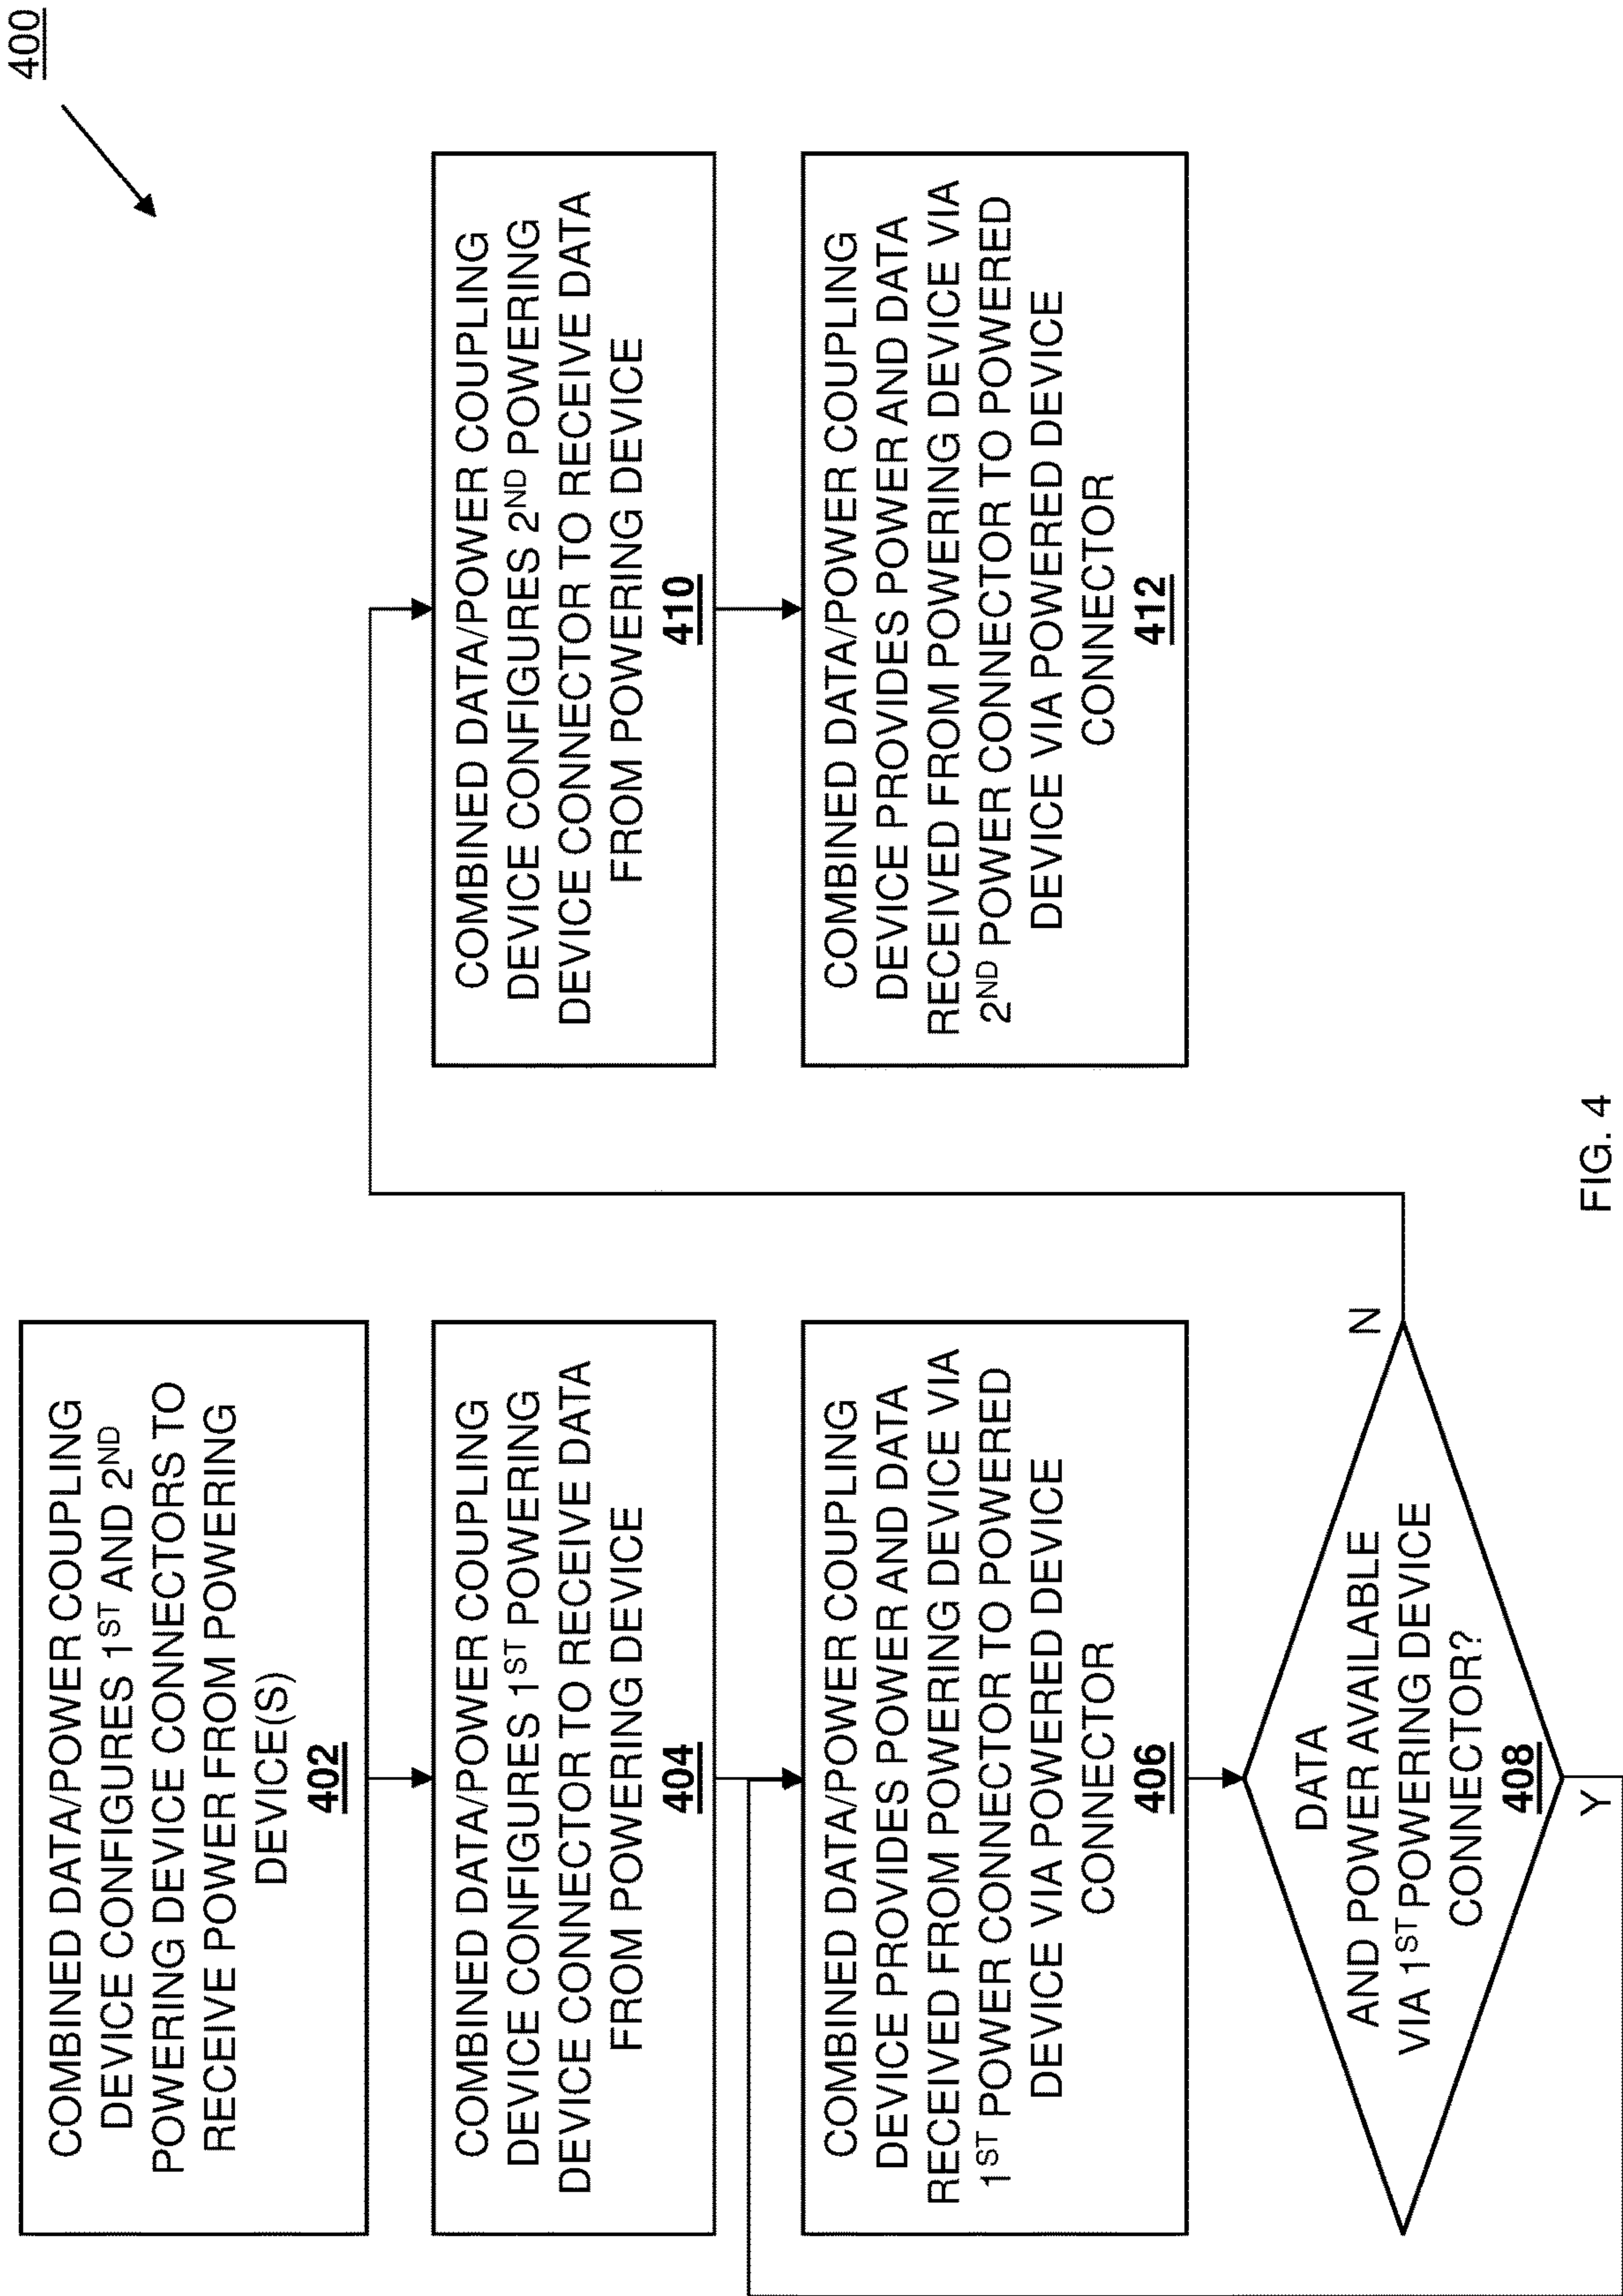 400
COMBINED DATA/POWER COUPLING
DEVICE CONFIGURES 1ST AND 2ND
POWERING DEVICE CONNECTORS TO
RECEIVE POWER FROM POWERING
DEVICE(S)
402
COMBINED DATA/POWER COUPLING
DEVICE CONFIGURES 1ST POWERING
DEVICE CONNECTOR TO RECEIVE DATA
FROM POWERING DEVICE
404
COMBINED DATA/POWER COUPLING
DEVICE PROVIDES POWER AND DATA
RECEIVED FROM POWERING DEVICE VIA
1ST POWER CONNECTOR TO POWERED
DEVICE VIA POWERED DEVICE
CONNECTOR
406
DATA
AND POWER AVAILABLE
VIA 1ST POWERING DEVICE
CONNECTOR?
408
Y
N
COMBINED DATA/POWER COUPLING
DEVICE CONFIGURES 2ND POWERING
DEVICE CONNECTOR TO RECEIVE DATA
FROM POWERING DEVICE
410
COMBINED DATA/POWER COUPLING
DEVICE PROVIDES POWER AND DATA
RECEIVED FROM POWERING DEVICE VIA
2ND POWER CONNECTOR TO POWERED
DEVICE VIA POWERED DEVICE
CONNECTOR
412
FIG. 4